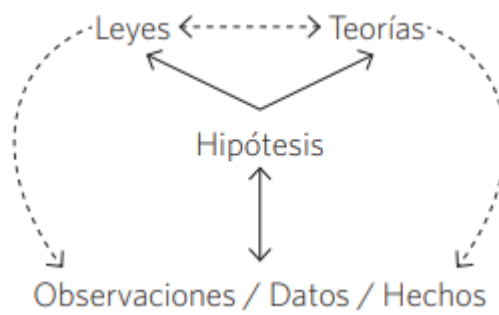 Leyes Teorías
Hipótesis
Observaciones / Datos / Hechos